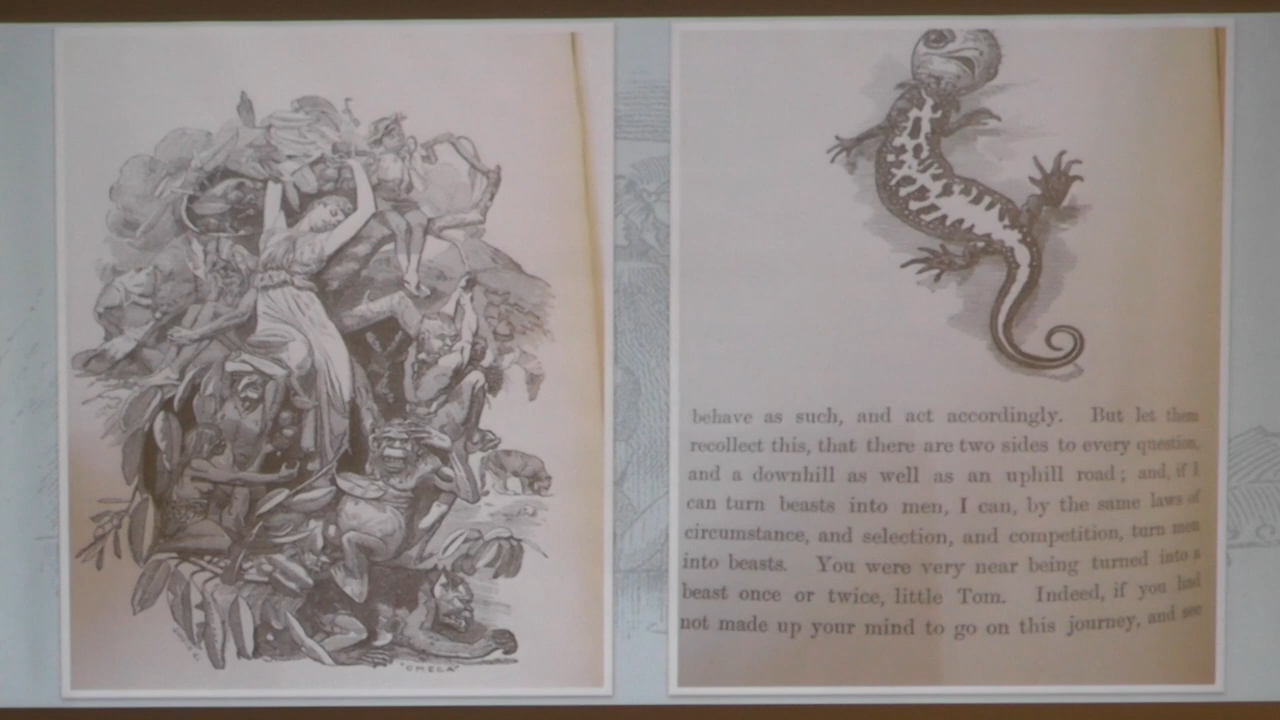 "OMEGA"
behave as such, and act accordingly. But let them
recollect this, that there are two sides to every question,
and a downhill as well as an uphill road; and, if I
can turn beasts into men, I can, by the same laws of
circumstance, and selection, and competition, turn men
into beasts. You were very near being turned into a
beast once or twice, little Tom. Indeed, if you had
not made up your mind to go on this journey, and see